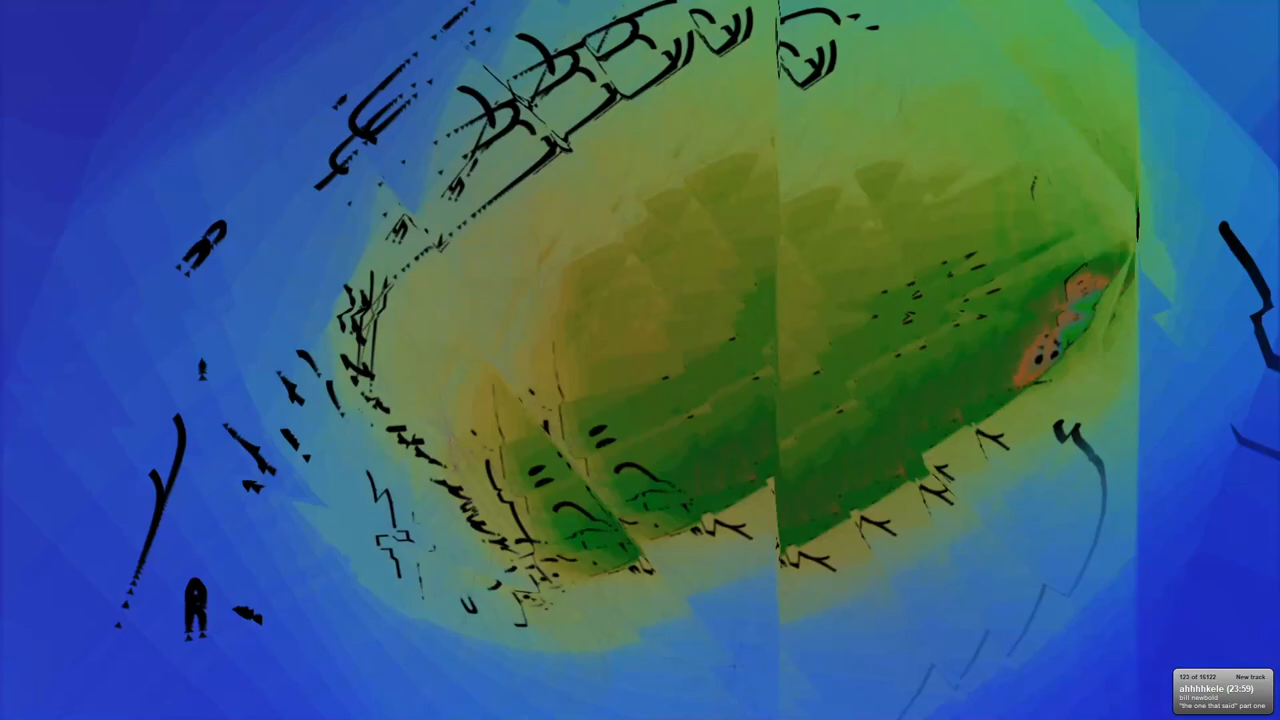 123 of 16122 New track
ahhhhkele (23:59)
bill newbold
"the one that said" part one